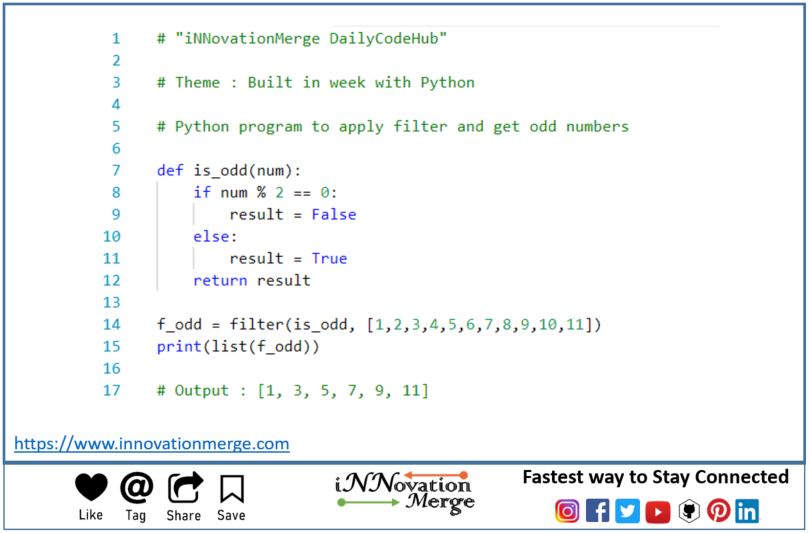 1 # "iNNovationMerge DailyCodeHub"
2
3 # Theme : Built in week with Python
4
5 # Python program to apply filter and get odd numbers
6
7 def is_odd(num):
8     if num % 2 == 0:
9         result = False
10     else:
11         result = True
12     return result
13
14 f_odd = filter(is_odd, [1,2,3,4,5,6,7,8,9,10,11])
15 print(list(f_odd))
16
17 # Output : [1, 3, 5, 7, 9, 11]
https://www.innovationmerge.com
Like Tag Share Save
iNNovation
Merge
Fastest way to Stay Connected